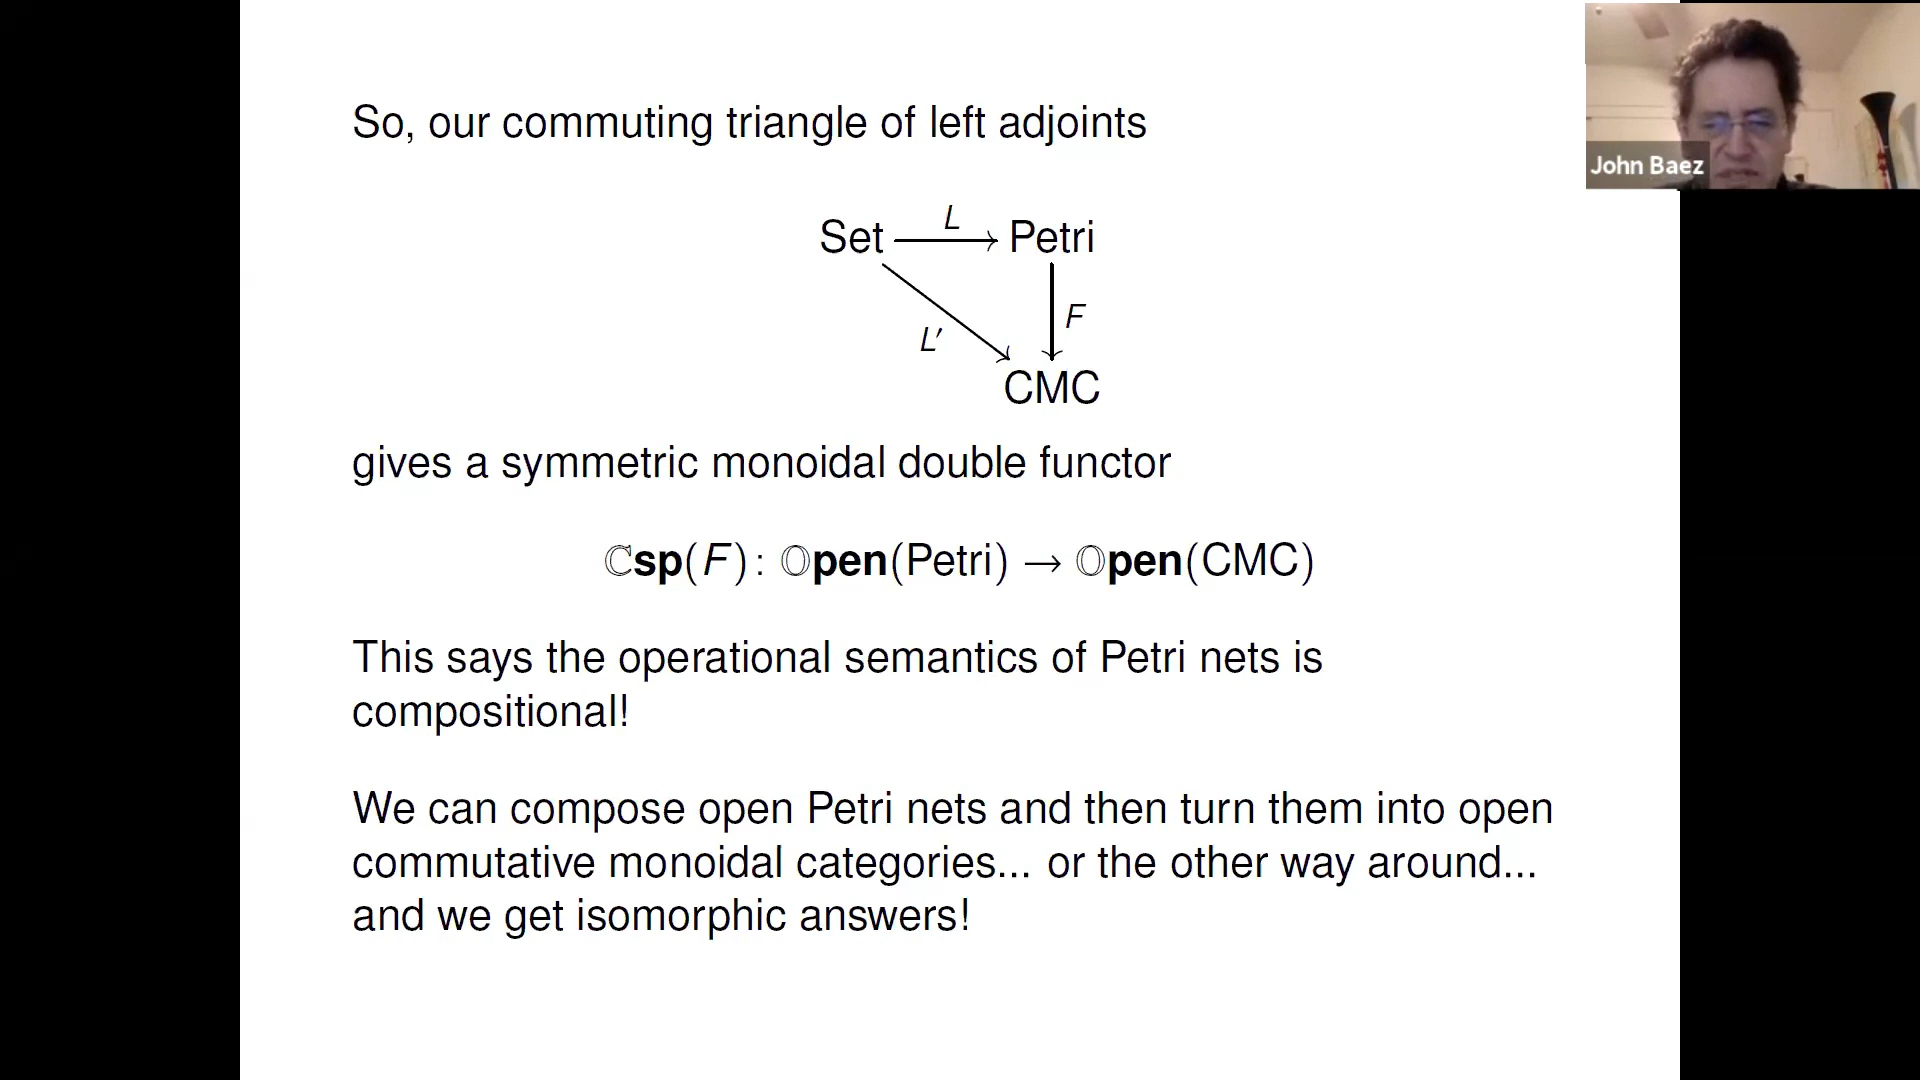 So, our commuting triangle of left adjoints
John Baez
Set L Petri
L′ F
CMC
gives a symmetric monoidal double functor
ℂsp(F): 𝕆pen(Petri) → 𝕆pen(CMC)
This says the operational semantics of Petri nets is
compositional!
We can compose open Petri nets and then turn them into open
commutative monoidal categories... or the other way around...
and we get isomorphic answers!